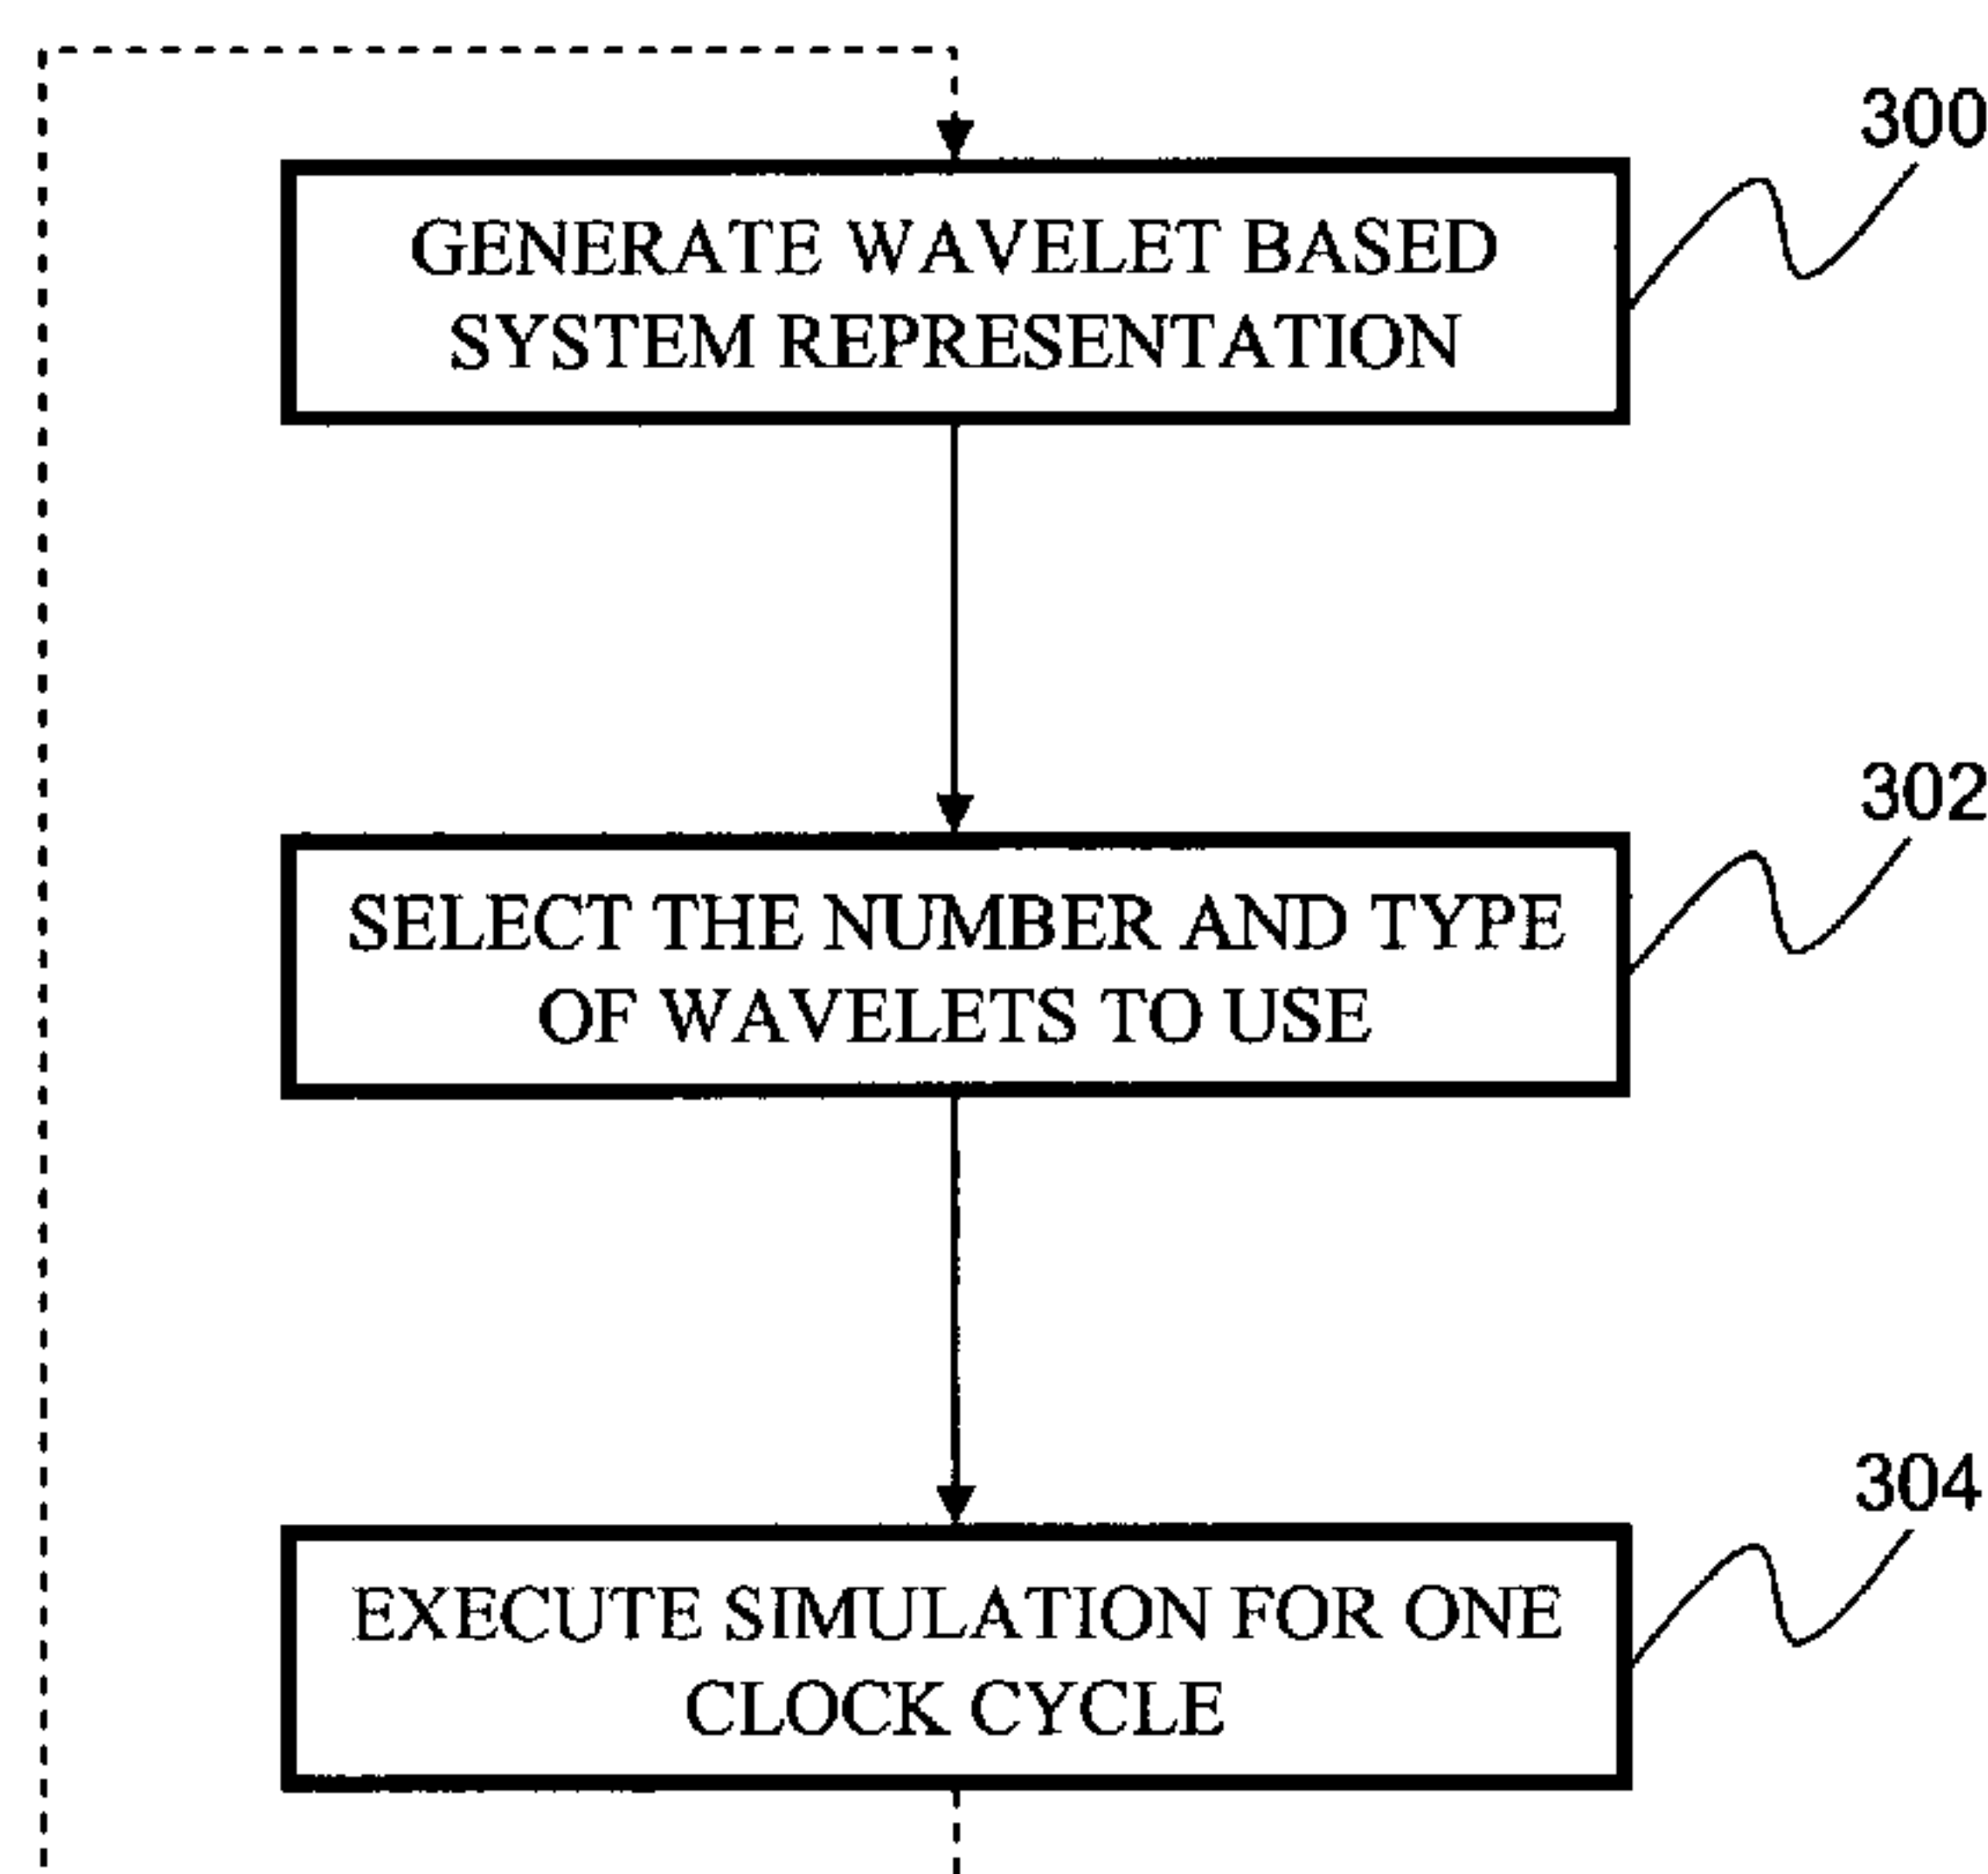 300
GENERATE WAVELET BASED
SYSTEM REPRESENTATION
302
SELECT THE NUMBER AND TYPE
OF WAVELETS TO USE
304
EXECUTE SIMULATION FOR ONE
CLOCK CYCLE